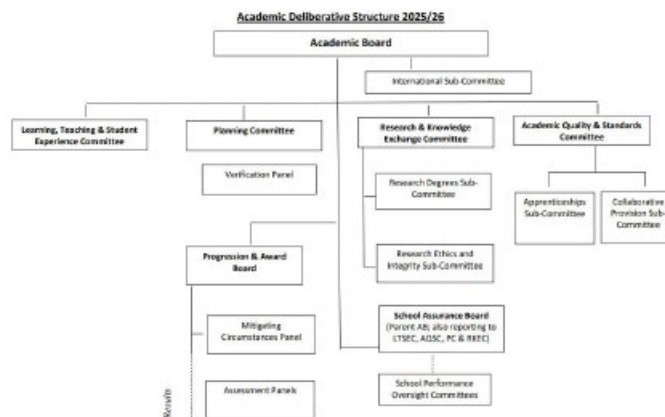 Academic Deliberative Structure 2025/26
Academic Board
International Sub-Committee
Learning, Teaching & Student
Experience Committee
Planning Committee
Research & Knowledge
Exchange Committee
Academic Quality & Standards
Committee
Verification Panel
Research Degrees Sub-
Committee
Apprenticeships
Sub-Committee
Collaborative
Provision Sub-
Committee
Progression & Award
Board
Research Ethics and
Integrity Sub-Committee
Mitigating
Circumstances Panel
School Assurance Board
(Parent AB; also reporting to
LTSEC, AQSC, PC & RKEC)
Assessment Panels
School Performance
Oversight Committees
Results